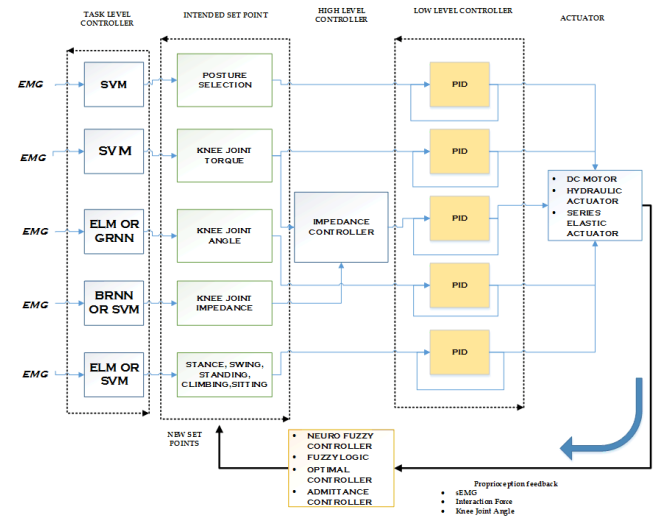 TASK LEVEL
CONTROLLER
INTENDED SET POINT
HIGH LEVEL
CONTROLLER
LOW LEVEL CONTROLLER
ACTUATOR
EMG
SVM
POSTURE
SELECTION
PID
EMG
SVM
KNEE JOINT
TORQUE
PID
EMG
ELM OR
GRNN
KNEE JOINT
ANGLE
IMPEDANCE
CONTROLLER
PID
• DC MOTOR
• HYDRAULIC
ACTUATOR
• SERIES
ELASTIC
ACTUATOR
EMG
BRNN
OR SVM
KNEE JOINT
IMPEDANCE
PID
EMG
ELM OR
SVM
STANCE, SWING,
STANDING,
CLIMBING,SITTING
PID
NEW SET
POINTS
• NEURO FUZZY
CONTROLLER
• FUZZY LOGIC
• OPTIMAL
CONTROLLER
• ADMITTANCE
CONTROLLER
Proprioception feedback
• sEMG
• Interaction Force
• Knee Joint Angle